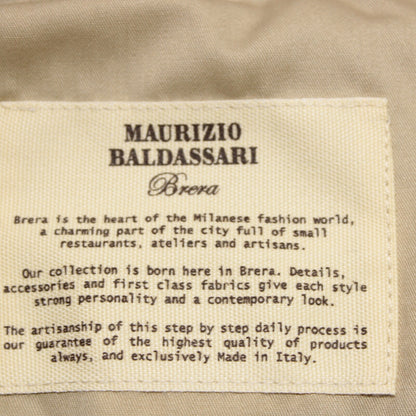 MAURIZIO
BALDASSARI
Brera
Brera is the heart of the Milanese fashion world,
a charming part of the city full of small
restaurants, ateliers and artisans.
Our collection is born here in Brera. Details,
accessories and first class fabrics give each style
strong personality and a contemporary look.
The artisanship of this step by step daily process is
our guarantee of the highest quality of products
always, and exclusively Made in Italy.